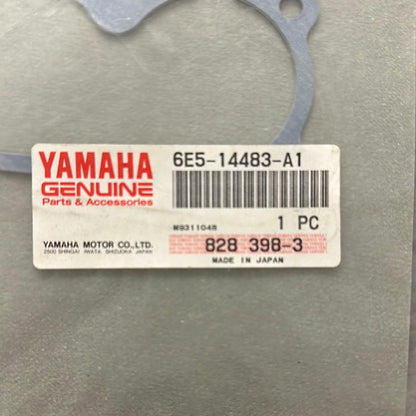 YAMAHA
GENUINE
Parts & Accessories
6E5-14483-A1
M9311048
1 PC
YAMAHA MOTOR CO.,LTD.
2500 SHINGAI IWATA SHIZUOKA JAPAN
828 398-3
MADE IN JAPAN